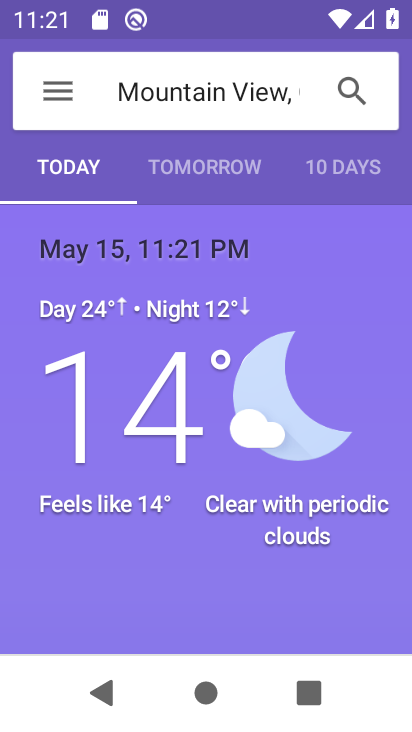 11:21
Mountain View,
TODAY TOMORROW 10 DAYS
May 15, 11:21 PM
Day 24°↑ • Night 12°↓
14°
Feels like 14°
Clear with periodic
clouds